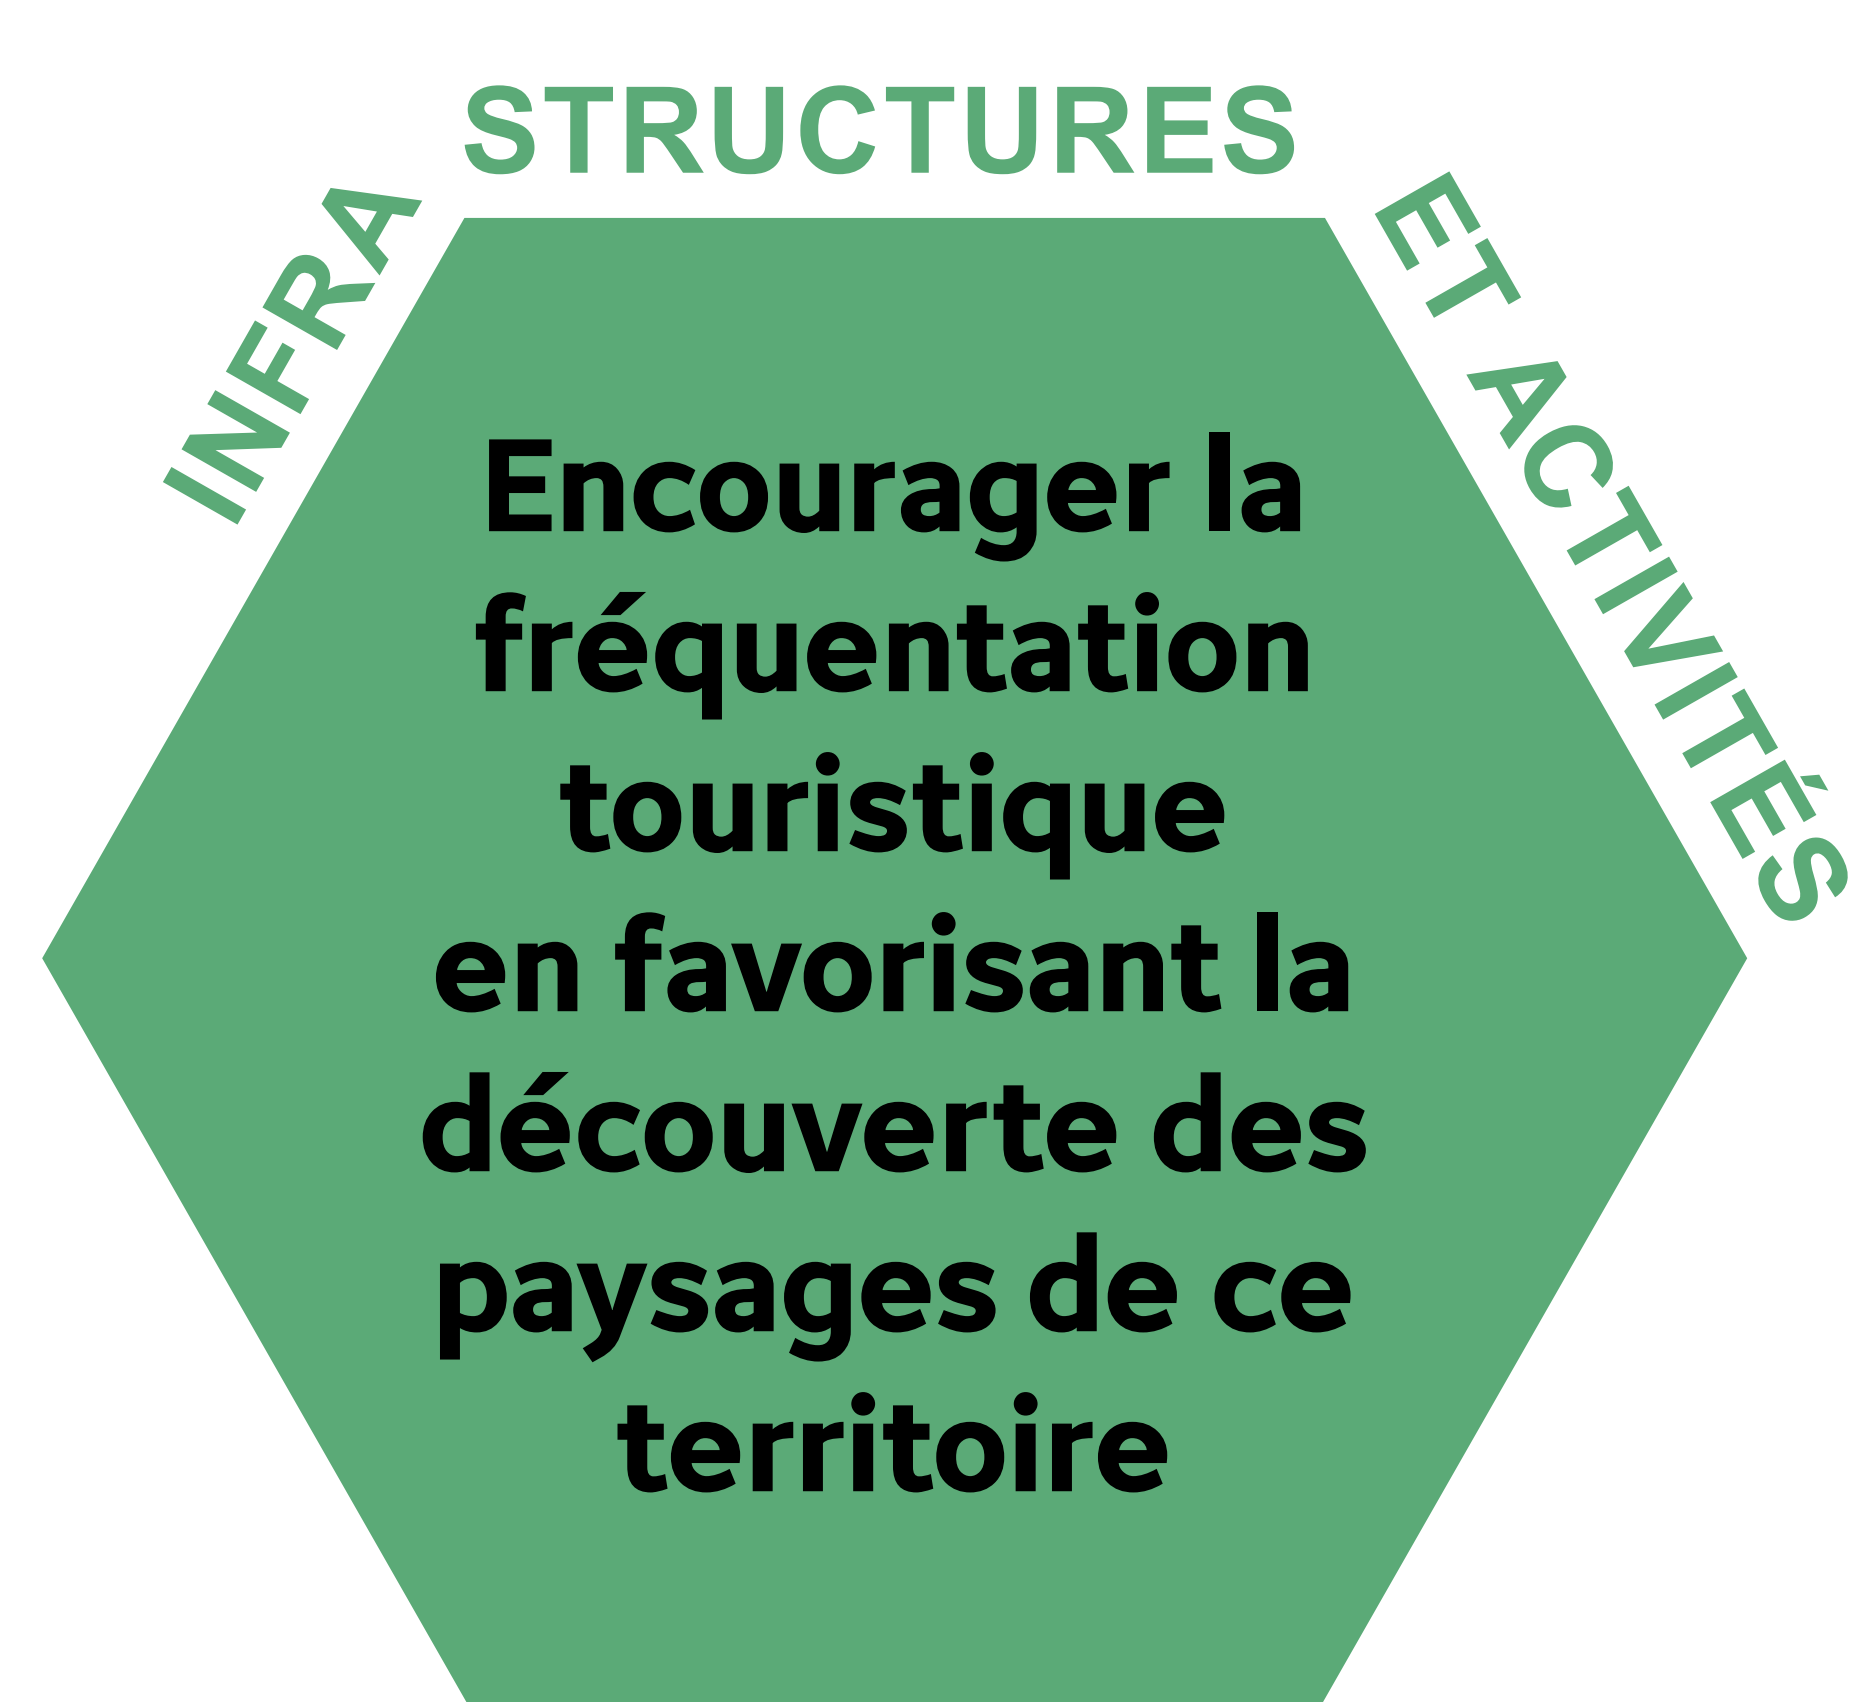 INFRA
STRUCTURES
ET ACTIVITÉS
Encourager la
fréquentation
touristique
en favorisant la
découverte des
paysages de ce
territoire